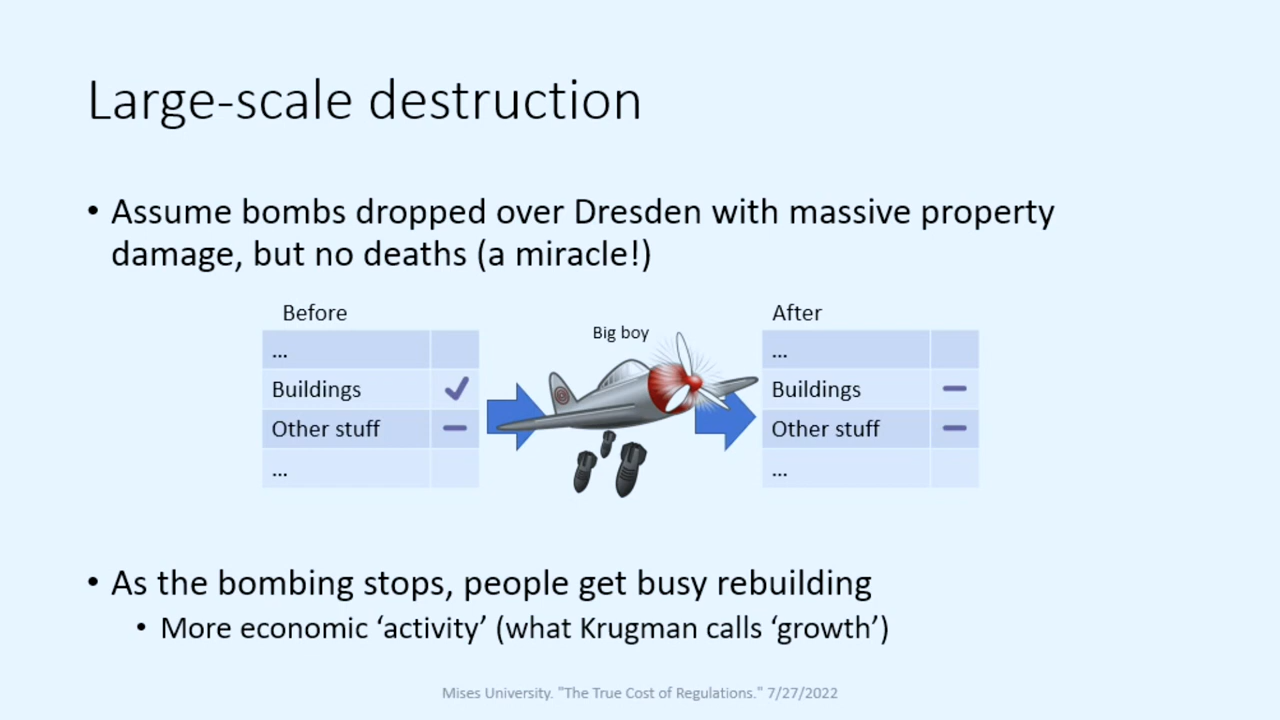 Large-scale destruction
• Assume bombs dropped over Dresden with massive property
damage, but no deaths (a miracle!)
Before
...
Buildings
Other stuff
...
Big boy
After
...
Buildings
Other stuff
...
• As the bombing stops, people get busy rebuilding
• More economic ‘activity’ (what Krugman calls ‘growth’)
Mises University. "The True Cost of Regulations." 7/27/2022